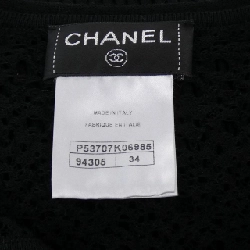 CHANEL
MADE IN ITALY
FABRIQUE EN ITALIE
P53707K06986
94305 34